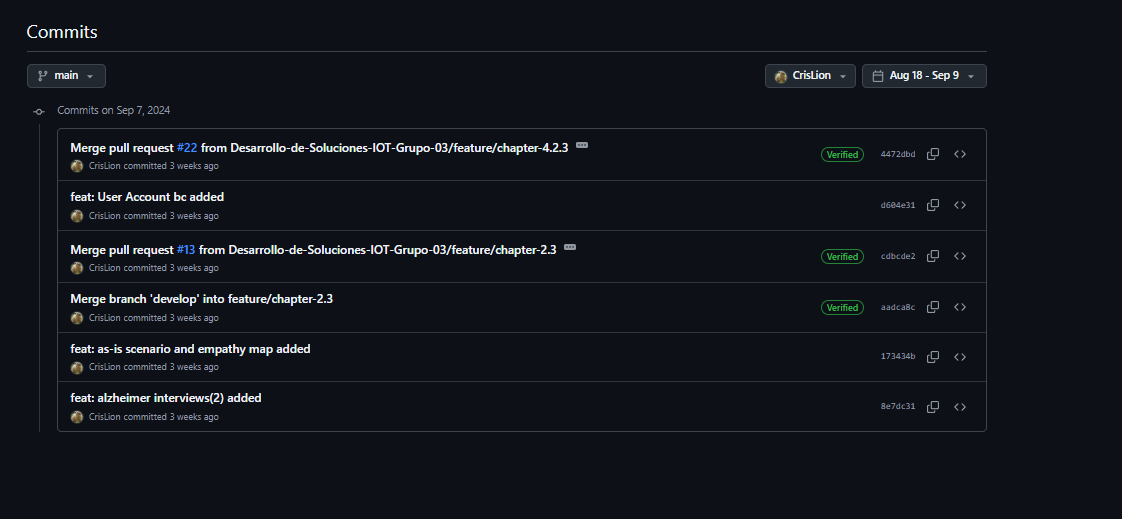 Commits
main
CrisLion
Aug 18 - Sep 9
Commits on Sep 7, 2024
Merge pull request #22 from Desarrollo-de-Soluciones-IOT-Grupo-03/feature/chapter-4.2.3
CrisLion committed 3 weeks ago
Verified
4472dbd
feat: User Account bc added
CrisLion committed 3 weeks ago
d604e31
Merge pull request #13 from Desarrollo-de-Soluciones-IOT-Grupo-03/feature/chapter-2.3
CrisLion committed 3 weeks ago
Verified
cdbcde2
Merge branch 'develop' into feature/chapter-2.3
CrisLion committed 3 weeks ago
Verified
aadca8c
feat: as-is scenario and empathy map added
CrisLion committed 3 weeks ago
173434b
feat: alzheimer interviews(2) added
CrisLion committed 3 weeks ago
8e7dc31